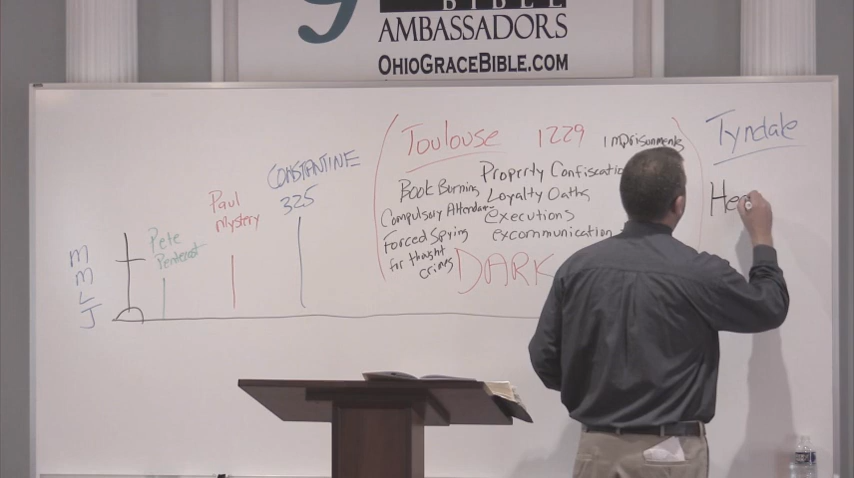 BIBLE
AMBASSADORS
OHIOGRACEBIBLE.COM
M
M
L
J
Pete
Pentecost
Paul
Mystery
CONSTANTINE
325
Toulouse 1229 Imprisonments
Book Burning Property Confiscatio
Compulsory Attendance Loyalty Oaths
Forced Spying executions
for thaght excommunication
crimes
DARK
Tyndale
He